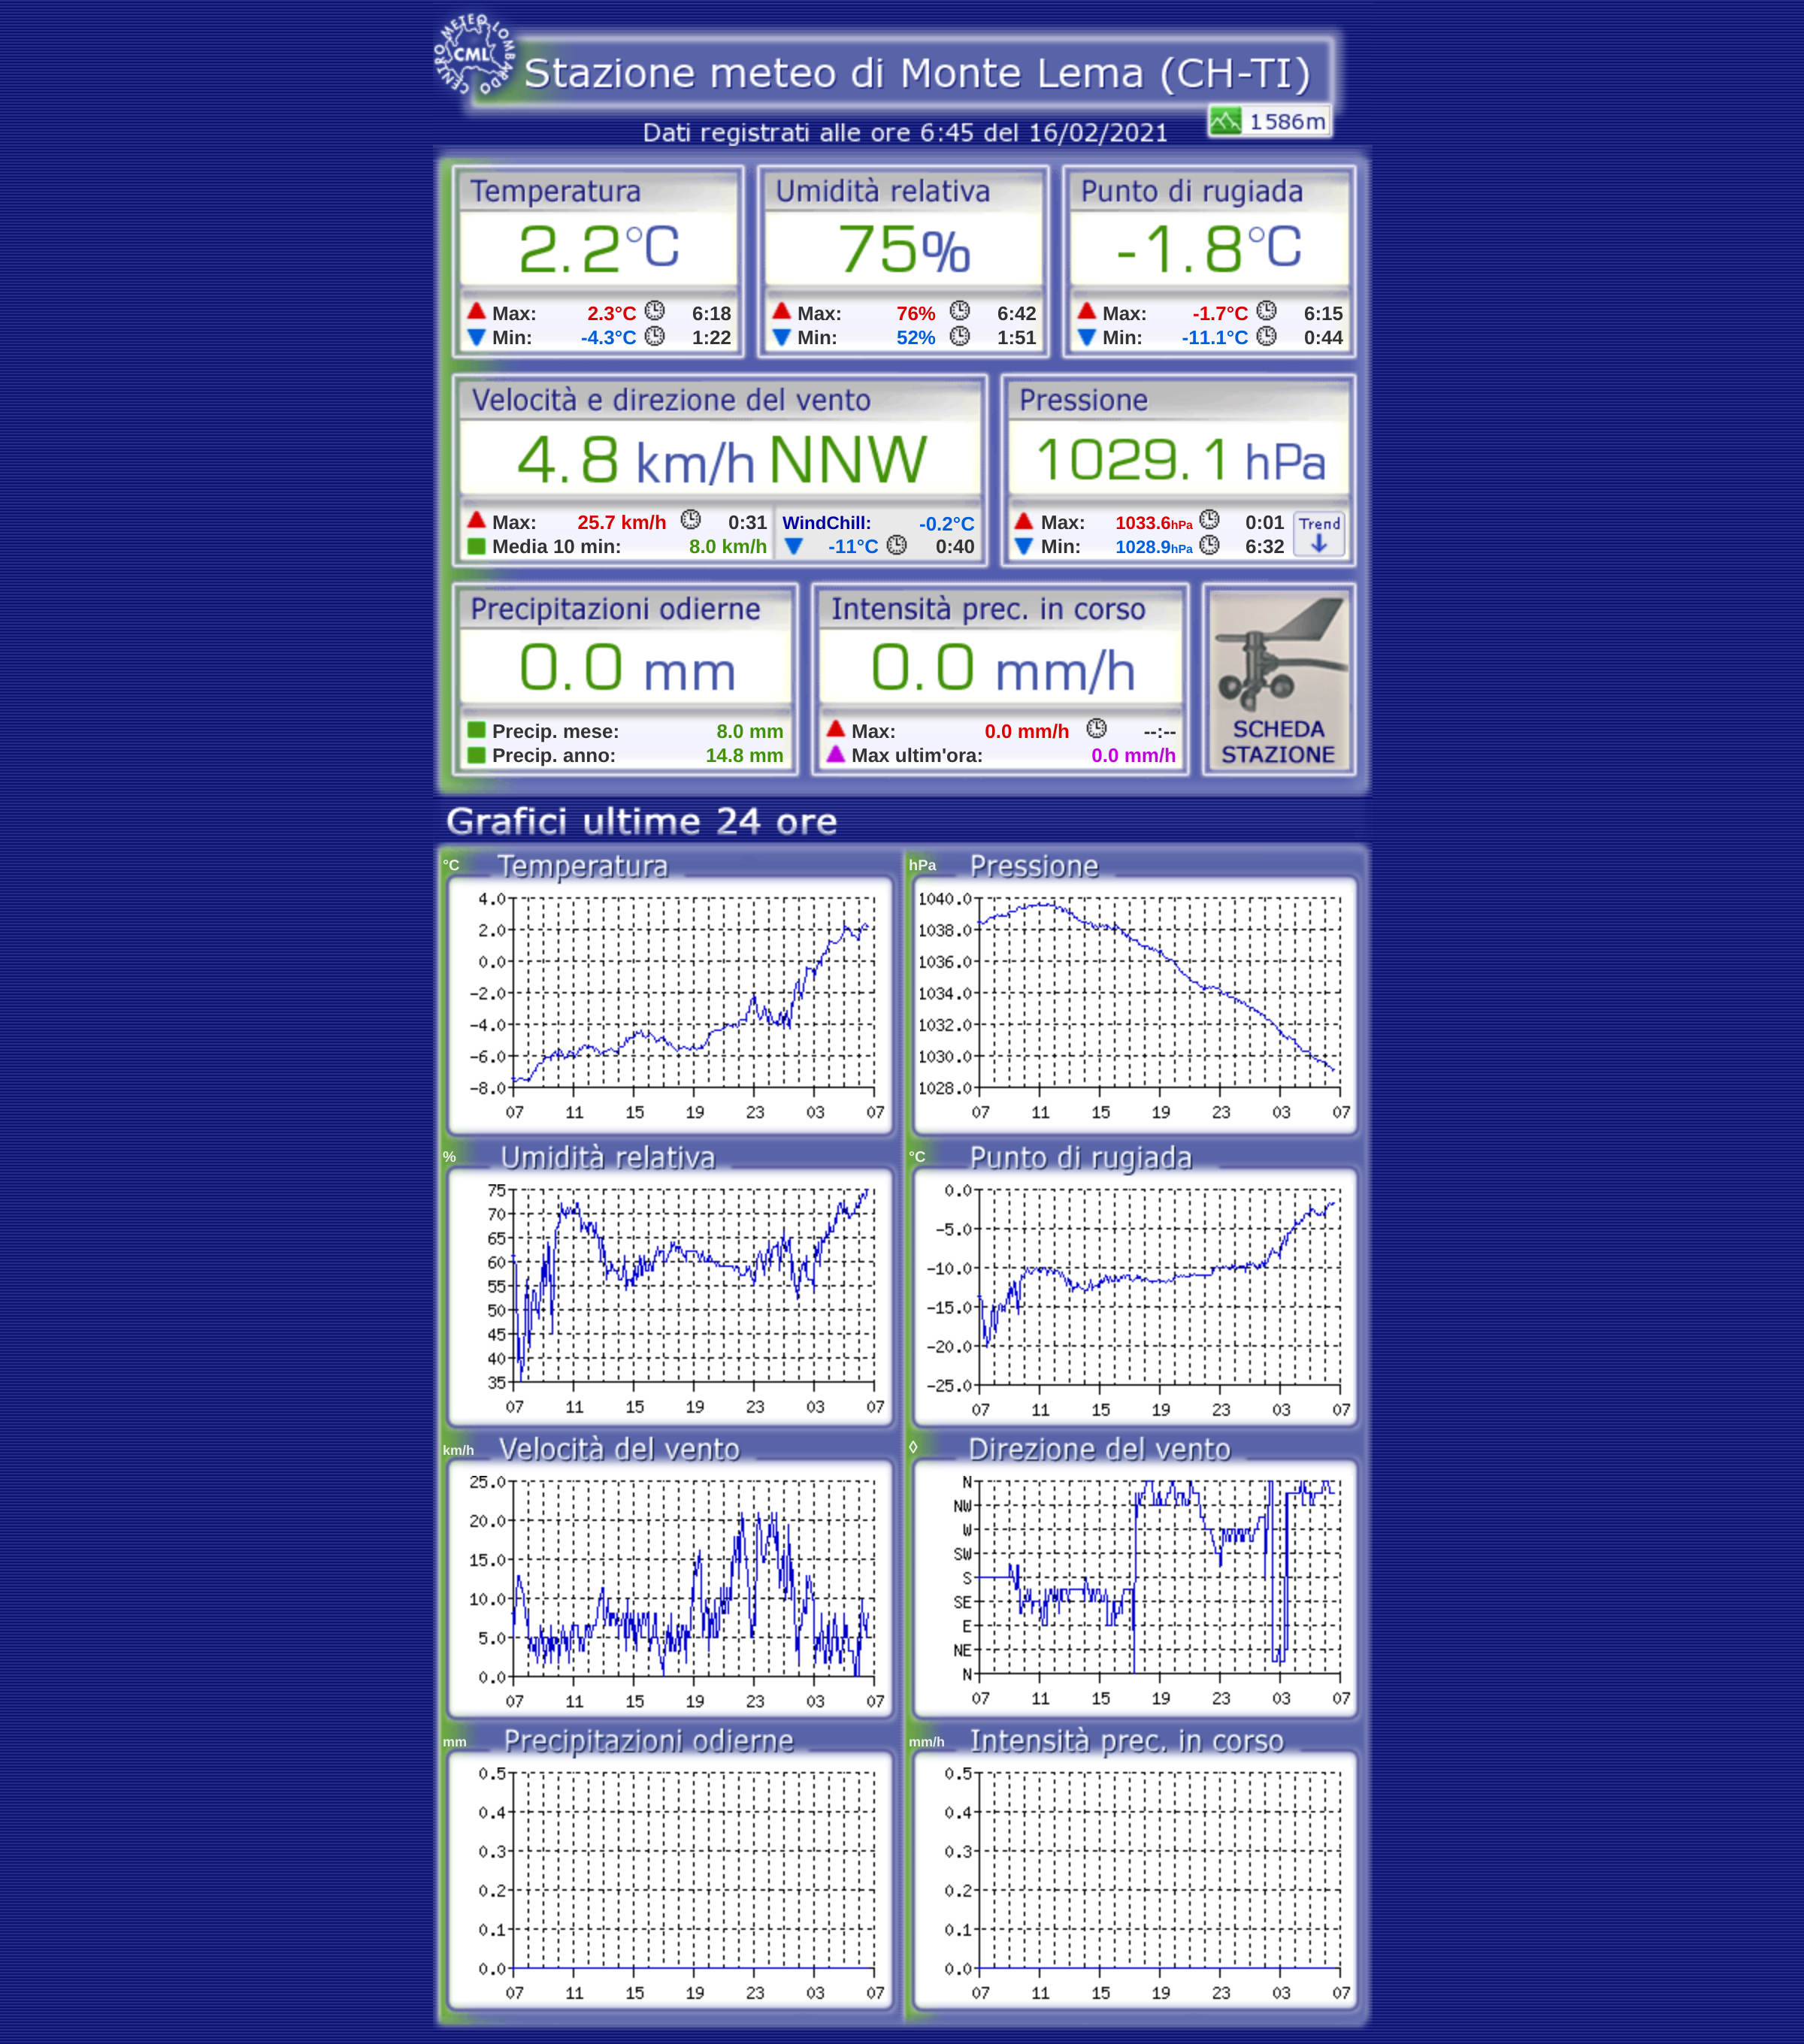 CENTRO METEO LOMBARDO
CML
Stazione meteo di Monte Lema (CH-TI)
1586m
Dati registrati alle ore 6:45 del 16/02/2021
Temperatura Umidità relativa Punto di rugiada
2.2°C 75% -1.8°C
Max: 2.3°C 6:18 Max: 76% 6:42 Max: -1.7°C 6:15
Min: -4.3°C 1:22 Min: 52% 1:51 Min: -11.1°C 0:44
Velocità e direzione del vento Pressione
4.8 km/h NNW 1029.1 hPa
Max: 25.7 km/h 0:31 WindChill: -0.2°C Max: 1033.6hPa 0:01 Trend
Media 10 min: 8.0 km/h -11°C 0:40 Min: 1028.9hPa 6:32
Precipitazioni odierne Intensità prec. in corso
0.0 mm 0.0 mm/h
Precip. mese: 8.0 mm Max: 0.0 mm/h --:-- SCHEDA
Precip. anno: 14.8 mm Max ultim'ora: 0.0 mm/h STAZIONE
Grafici ultime 24 ore
°C Temperatura hPa Pressione
4.0 1040.0
2.0 1038.0
0.0 1036.0
-2.0 1034.0
-4.0 1032.0
-6.0 1030.0
-8.0 1028.0
07 11 15 19 23 03 07 07 11 15 19 23 03 07
% Umidità relativa °C Punto di rugiada
75 0.0
70
65 -5.0
60 -10.0
55
50 -15.0
45 -20.0
40
35 -25.0
07 11 15 19 23 03 07 07 11 15 19 23 03 07
km/h Velocità del vento ◊ Direzione del vento
25.0 N
NW
20.0 W
15.0 SW
S
10.0 SE
5.0 E
NE
0.0 N
07 11 15 19 23 03 07 07 11 15 19 23 03 07
mm Precipitazioni odierne mm/h Intensità prec. in corso
0.5 0.5
0.4 0.4
0.3 0.3
0.2 0.2
0.1 0.1
0.0 0.0
07 11 15 19 23 03 07 07 11 15 19 23 03 07